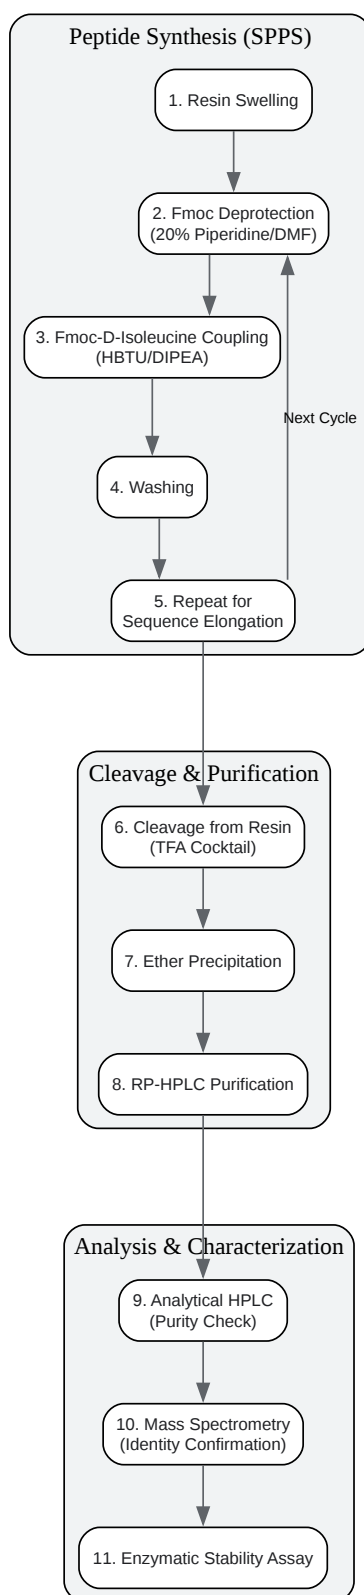 Peptide Synthesis (SPPS)
1. Resin Swelling
2. Fmoc Deprotection
(20% Piperidine/DMF)
3. Fmoc-D-Isoleucine Coupling
(HBTU/DIPEA)
Next Cycle
4. Washing
5. Repeat for
Sequence Elongation
Cleavage & Purification
6. Cleavage from Resin
(TFA Cocktail)
7. Ether Precipitation
8. RP-HPLC Purification
Analysis & Characterization
9. Analytical HPLC
(Purity Check)
10. Mass Spectrometry
(Identity Confirmation)
11. Enzymatic Stability Assay